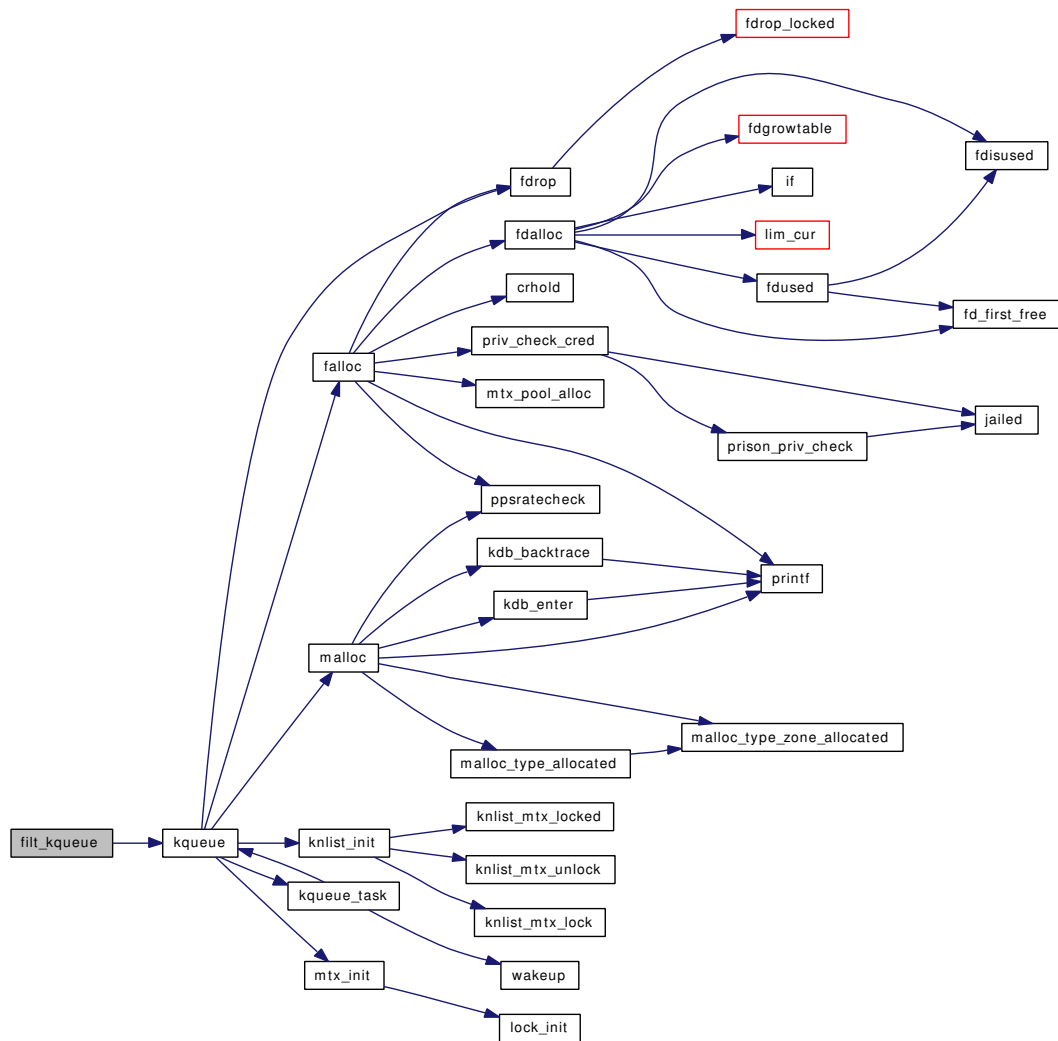 fdrop_locked
fdgrowtable
fdisused
fdrop
if
fdalloc
lim_cur
crhold
fdused
fd_first_free
priv_check_cred
falloc
mtx_pool_alloc
jailed
prison_priv_check
ppsratecheck
kdb_backtrace
printf
kdb_enter
malloc
malloc_type_zone_allocated
malloc_type_allocated
knlist_mtx_locked
filt_kqueue
kqueue
knlist_init
knlist_mtx_unlock
kqueue_task
knlist_mtx_lock
mtx_init
wakeup
lock_init